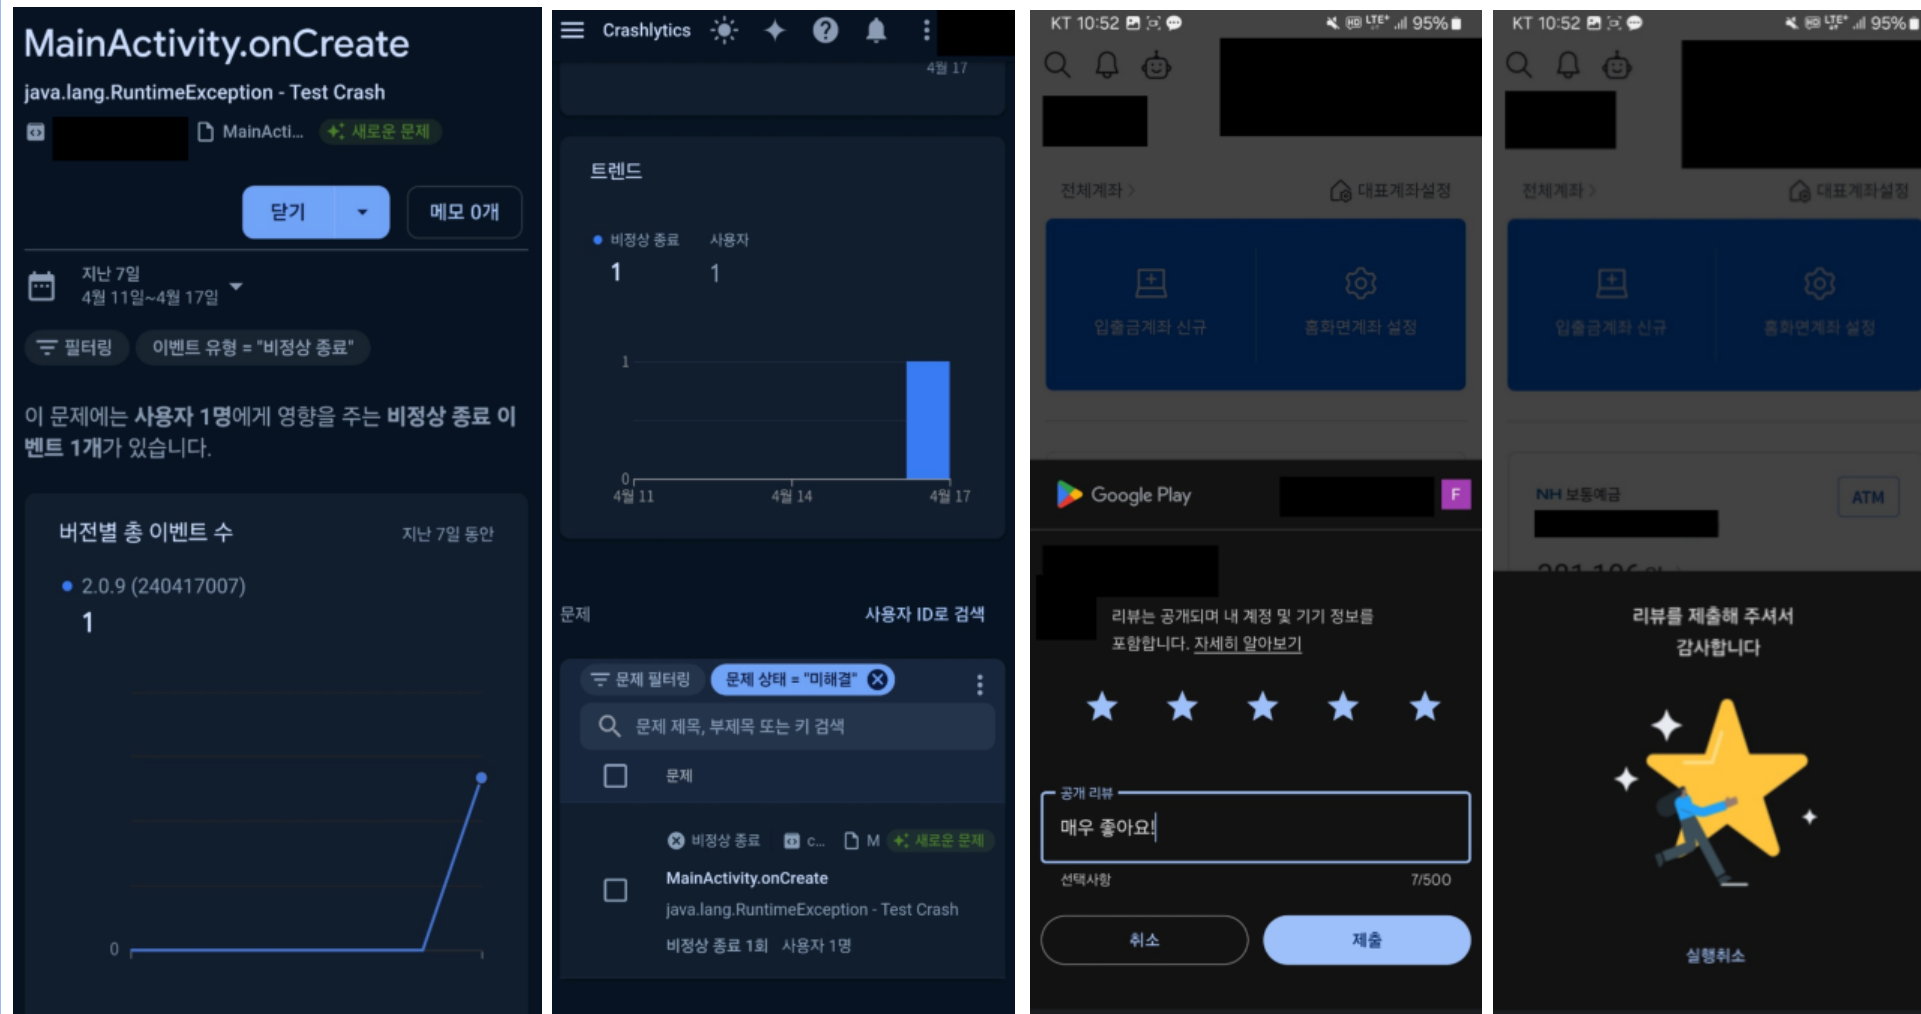 MainActivity.onCreate
java.lang.RuntimeException - Test Crash
MainActi... 새로운 문제
닫기 메모 0개
지난 7일
4월 11일~4월 17일
필터링 이벤트 유형 = "비정상 종료"
이 문제에는 사용자 1명에게 영향을 주는 비정상 종료 이
벤트 1개가 있습니다.
버전별 총 이벤트 수 지난 7일 동안
2.0.9 (240417007)
1
0
Crashlytics
4월 17
트렌드
비정상 종료 사용자
1 1
1
0
4월 11 4월 14 4월 17
문제 사용자 ID로 검색
문제 필터링 문제 상태 = "미해결"
문제 제목, 부제목 또는 키 검색
문제
비정상 종료 c... M 새로운 문제
MainActivity.onCreate
java.lang.RuntimeException - Test Crash
비정상 종료 1회 사용자 1명
KT 10:52 HD LTE+ 95%
전체계좌 대표계좌설정
입출금계좌 신규 홈화면계좌 설정
Google Play F
리뷰는 공개되며 내 계정 및 기기 정보를
포함합니다. 자세히 알아보기
공개 리뷰
매우 좋아요!
선택사항 7/500
취소 제출
KT 10:52 HD LTE+ 95%
전체계좌 대표계좌설정
입출금계좌 신규 홈화면계좌 설정
NH 보통예금 ATM
리뷰를 제출해 주셔서
감사합니다
실행취소